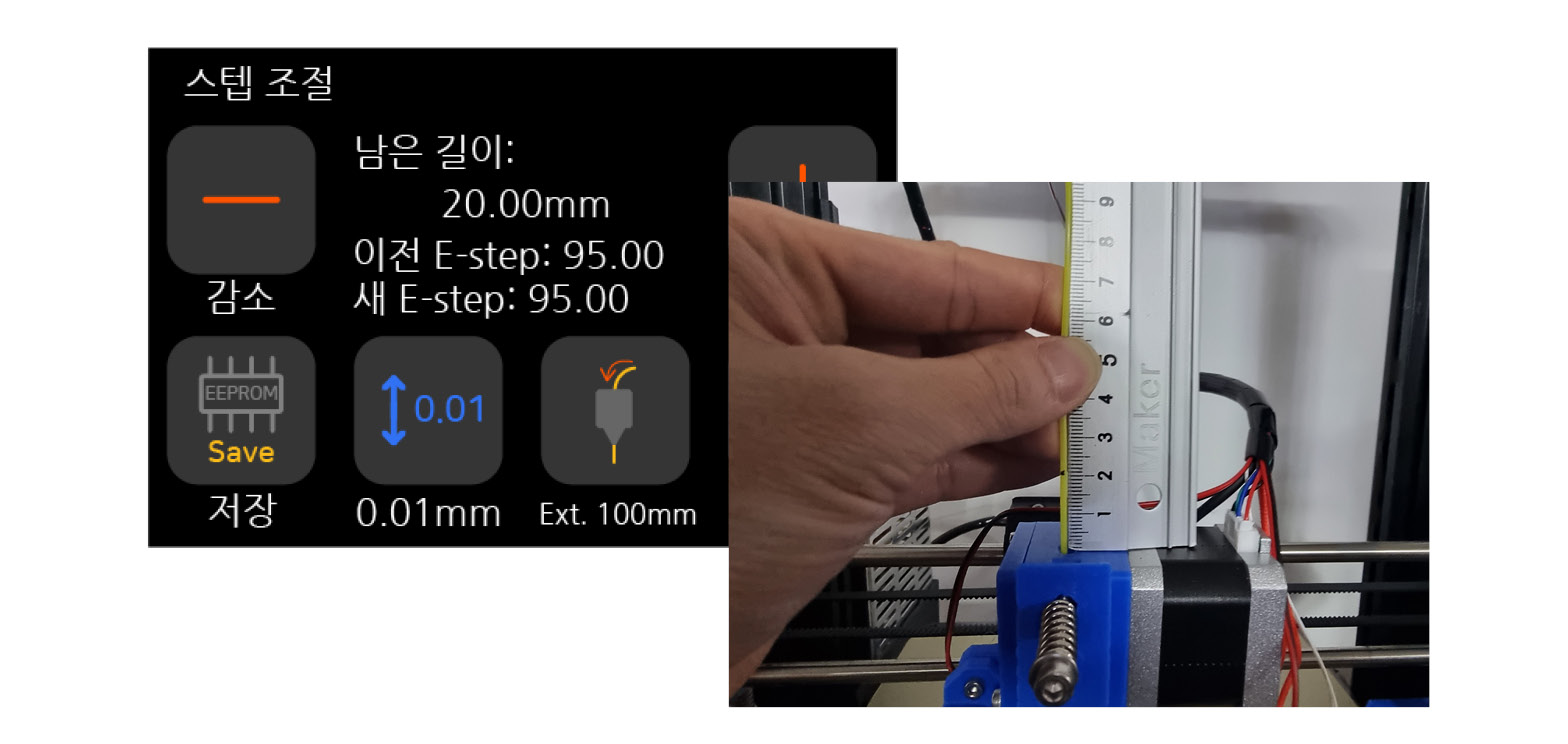 스텝 조절
남은 길이:
20.00mm
이전 E-step: 95.00
새 E-step: 95.00
감소
EEPROM
Save
0.01
저장
0.01mm
Ext. 100mm
9
8
7
6
5
4
3
2
1
Maker